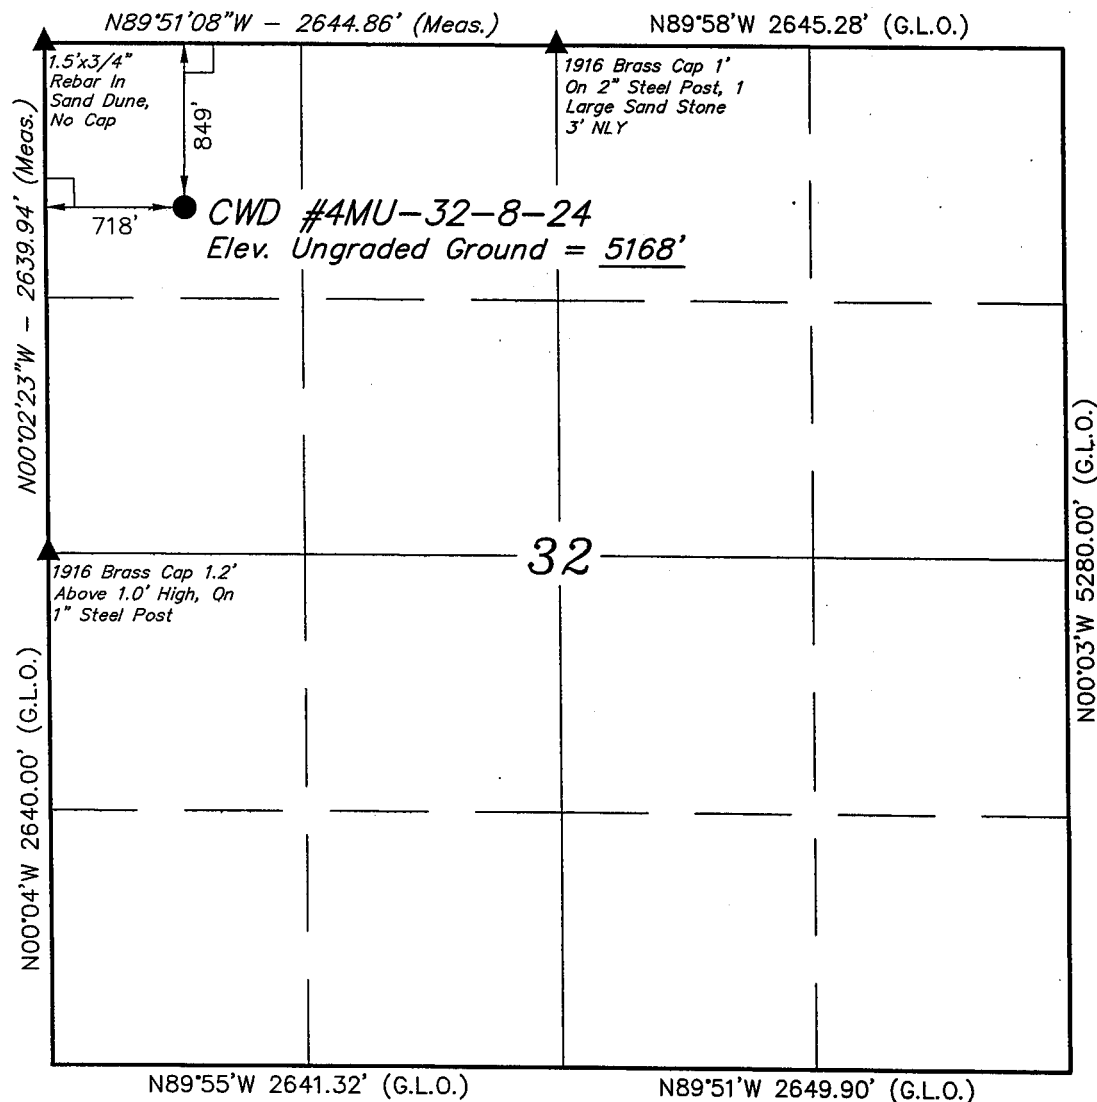 N89°51'08"W - 2644.86' (Meas.)
N89°58'W 2645.28' (G.L.O.)
1.5'x3/4"
Rebar In
Sand Dune,
No Cap
849'
1916 Brass Cap 1'
On 2" Steel Post, 1
Large Sand Stone
3' NLY
N00°02'23"W - 2639.94' (Meas.)
718'
CWD #4MU-32-8-24
Elev. Ungraded Ground = 5168'
32
1916 Brass Cap 1.2'
Above 1.0' High, On
1" Steel Post
N00°03'W 5280.00' (G.L.O.)
N00°04'W 2640.00' (G.L.O.)
N89°55'W 2641.32' (G.L.O.)
N89°51'W 2649.90' (G.L.O.)